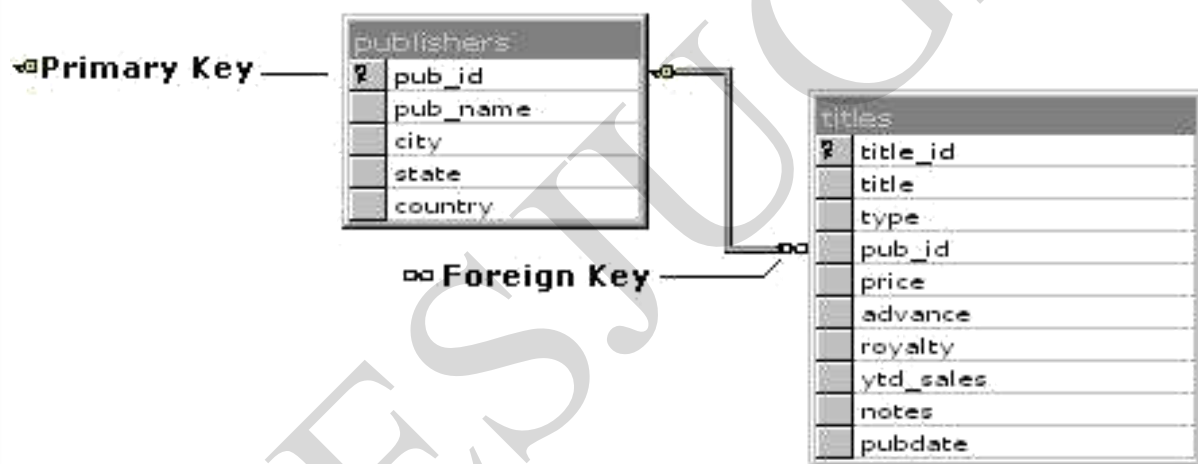 publishers
Primary Key
pub_id
pub_name
city
state
country
titles
title_id
title
type
pub_id
price
advance
royalty
ytd_sales
notes
pubdate
Foreign Key